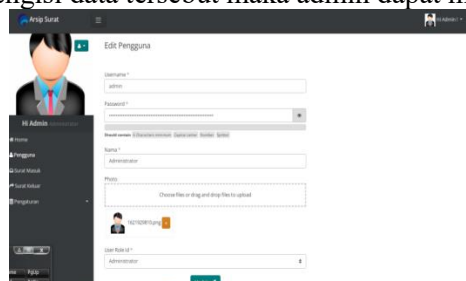 ngisi data tersebut maka admin dapat m
Arsip Surat
Hi Admin !
Edit Pengguna
Username *
admin
Password *
Hi Admin
Home
Pengguna
Surat Masuk
Surat Keluar
Pengaturan
Name *
Administrator
Photo
Choose files or drag and drop files to upload
User Role Id *
Administrator
PgUp